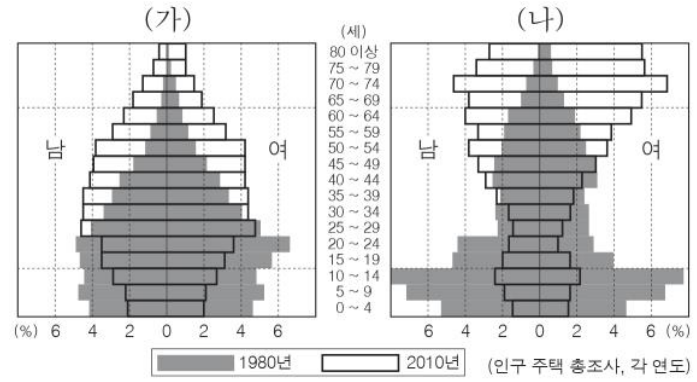 (가) (나)
(세)
80 이상
75 ~ 79
70 ~ 74
65 ~ 69
60 ~ 64
55 ~ 59
남 여 50 ~ 54 남 여
45 ~ 49
40 ~ 44
35 ~ 39
30 ~ 34
25 ~ 29
20 ~ 24
15 ~ 19
10 ~ 14
5 ~ 9
0 ~ 4
(%) 6 4 2 0 2 4 6 6 4 2 0 2 4 6 (%)
1980년 2010년 (인구 주택 총조사, 각 연도)